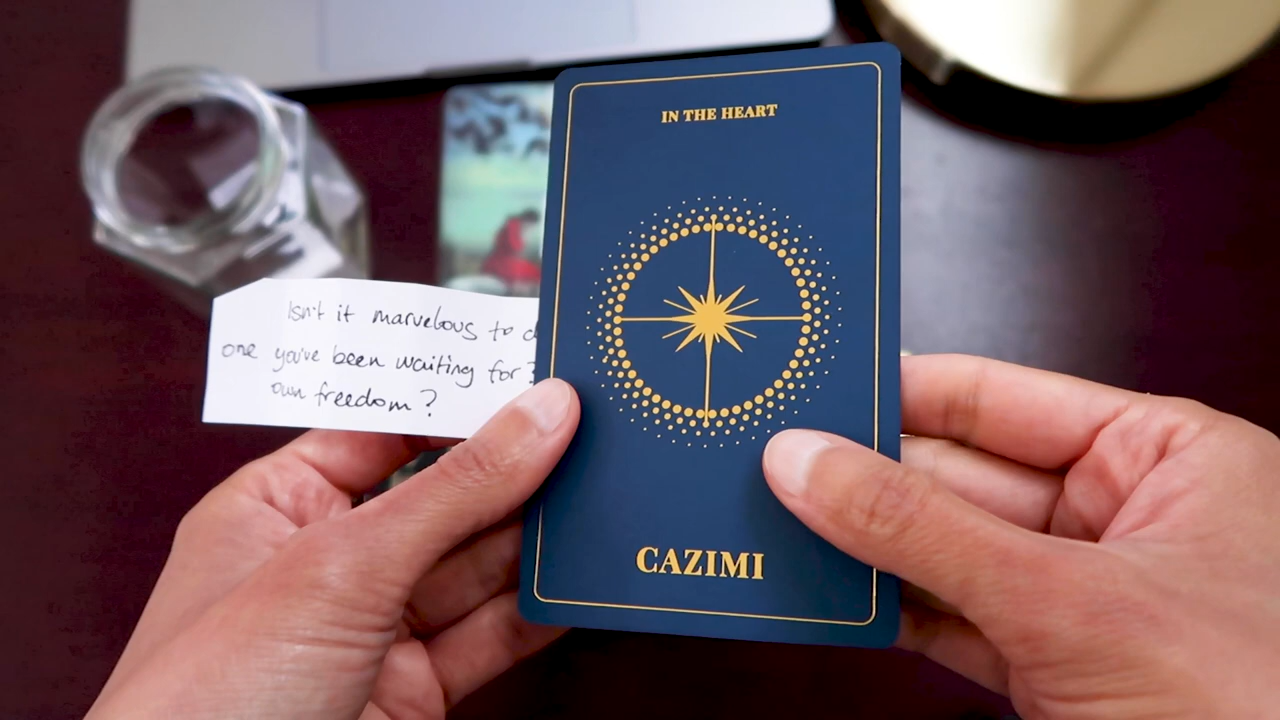 IN THE HEART
Isn't it marvelous to
one you've been waiting for
own freedom?
CAZIMI